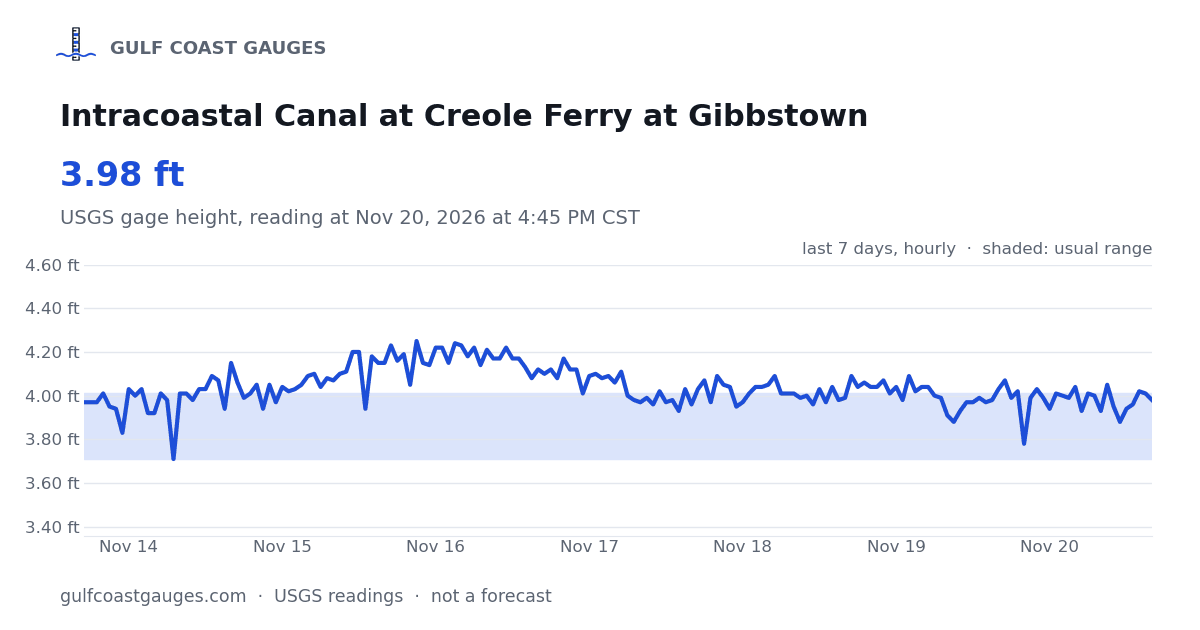 GULF COAST GAUGES
Intracoastal Canal at Creole Ferry at Gibbstown
3.98 ft
USGS gage height, reading at Nov 20, 2026 at 4:45 PM CST
last 7 days, hourly · shaded: usual range
4.60 ft
4.40 ft
4.20 ft
4.00 ft
3.80 ft
3.60 ft
3.40 ft
Nov 14 Nov 15 Nov 16 Nov 17 Nov 18 Nov 19 Nov 20
gulfcoastgauges.com · USGS readings · not a forecast